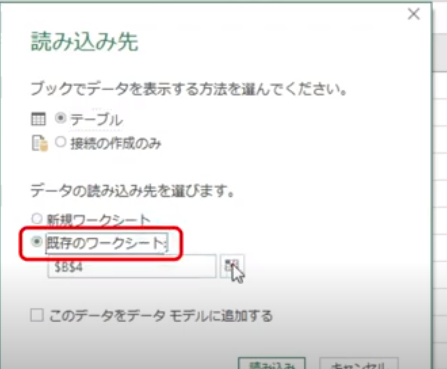 読み込み先
ブックでデータを表示する方法を選んでください。
テーブル
接続の作成のみ
データの読み込み先を選びます。
新規ワークシート
既存のワークシート:
$B$4
このデータをデータ モデルに追加する
読み込み キャンセル